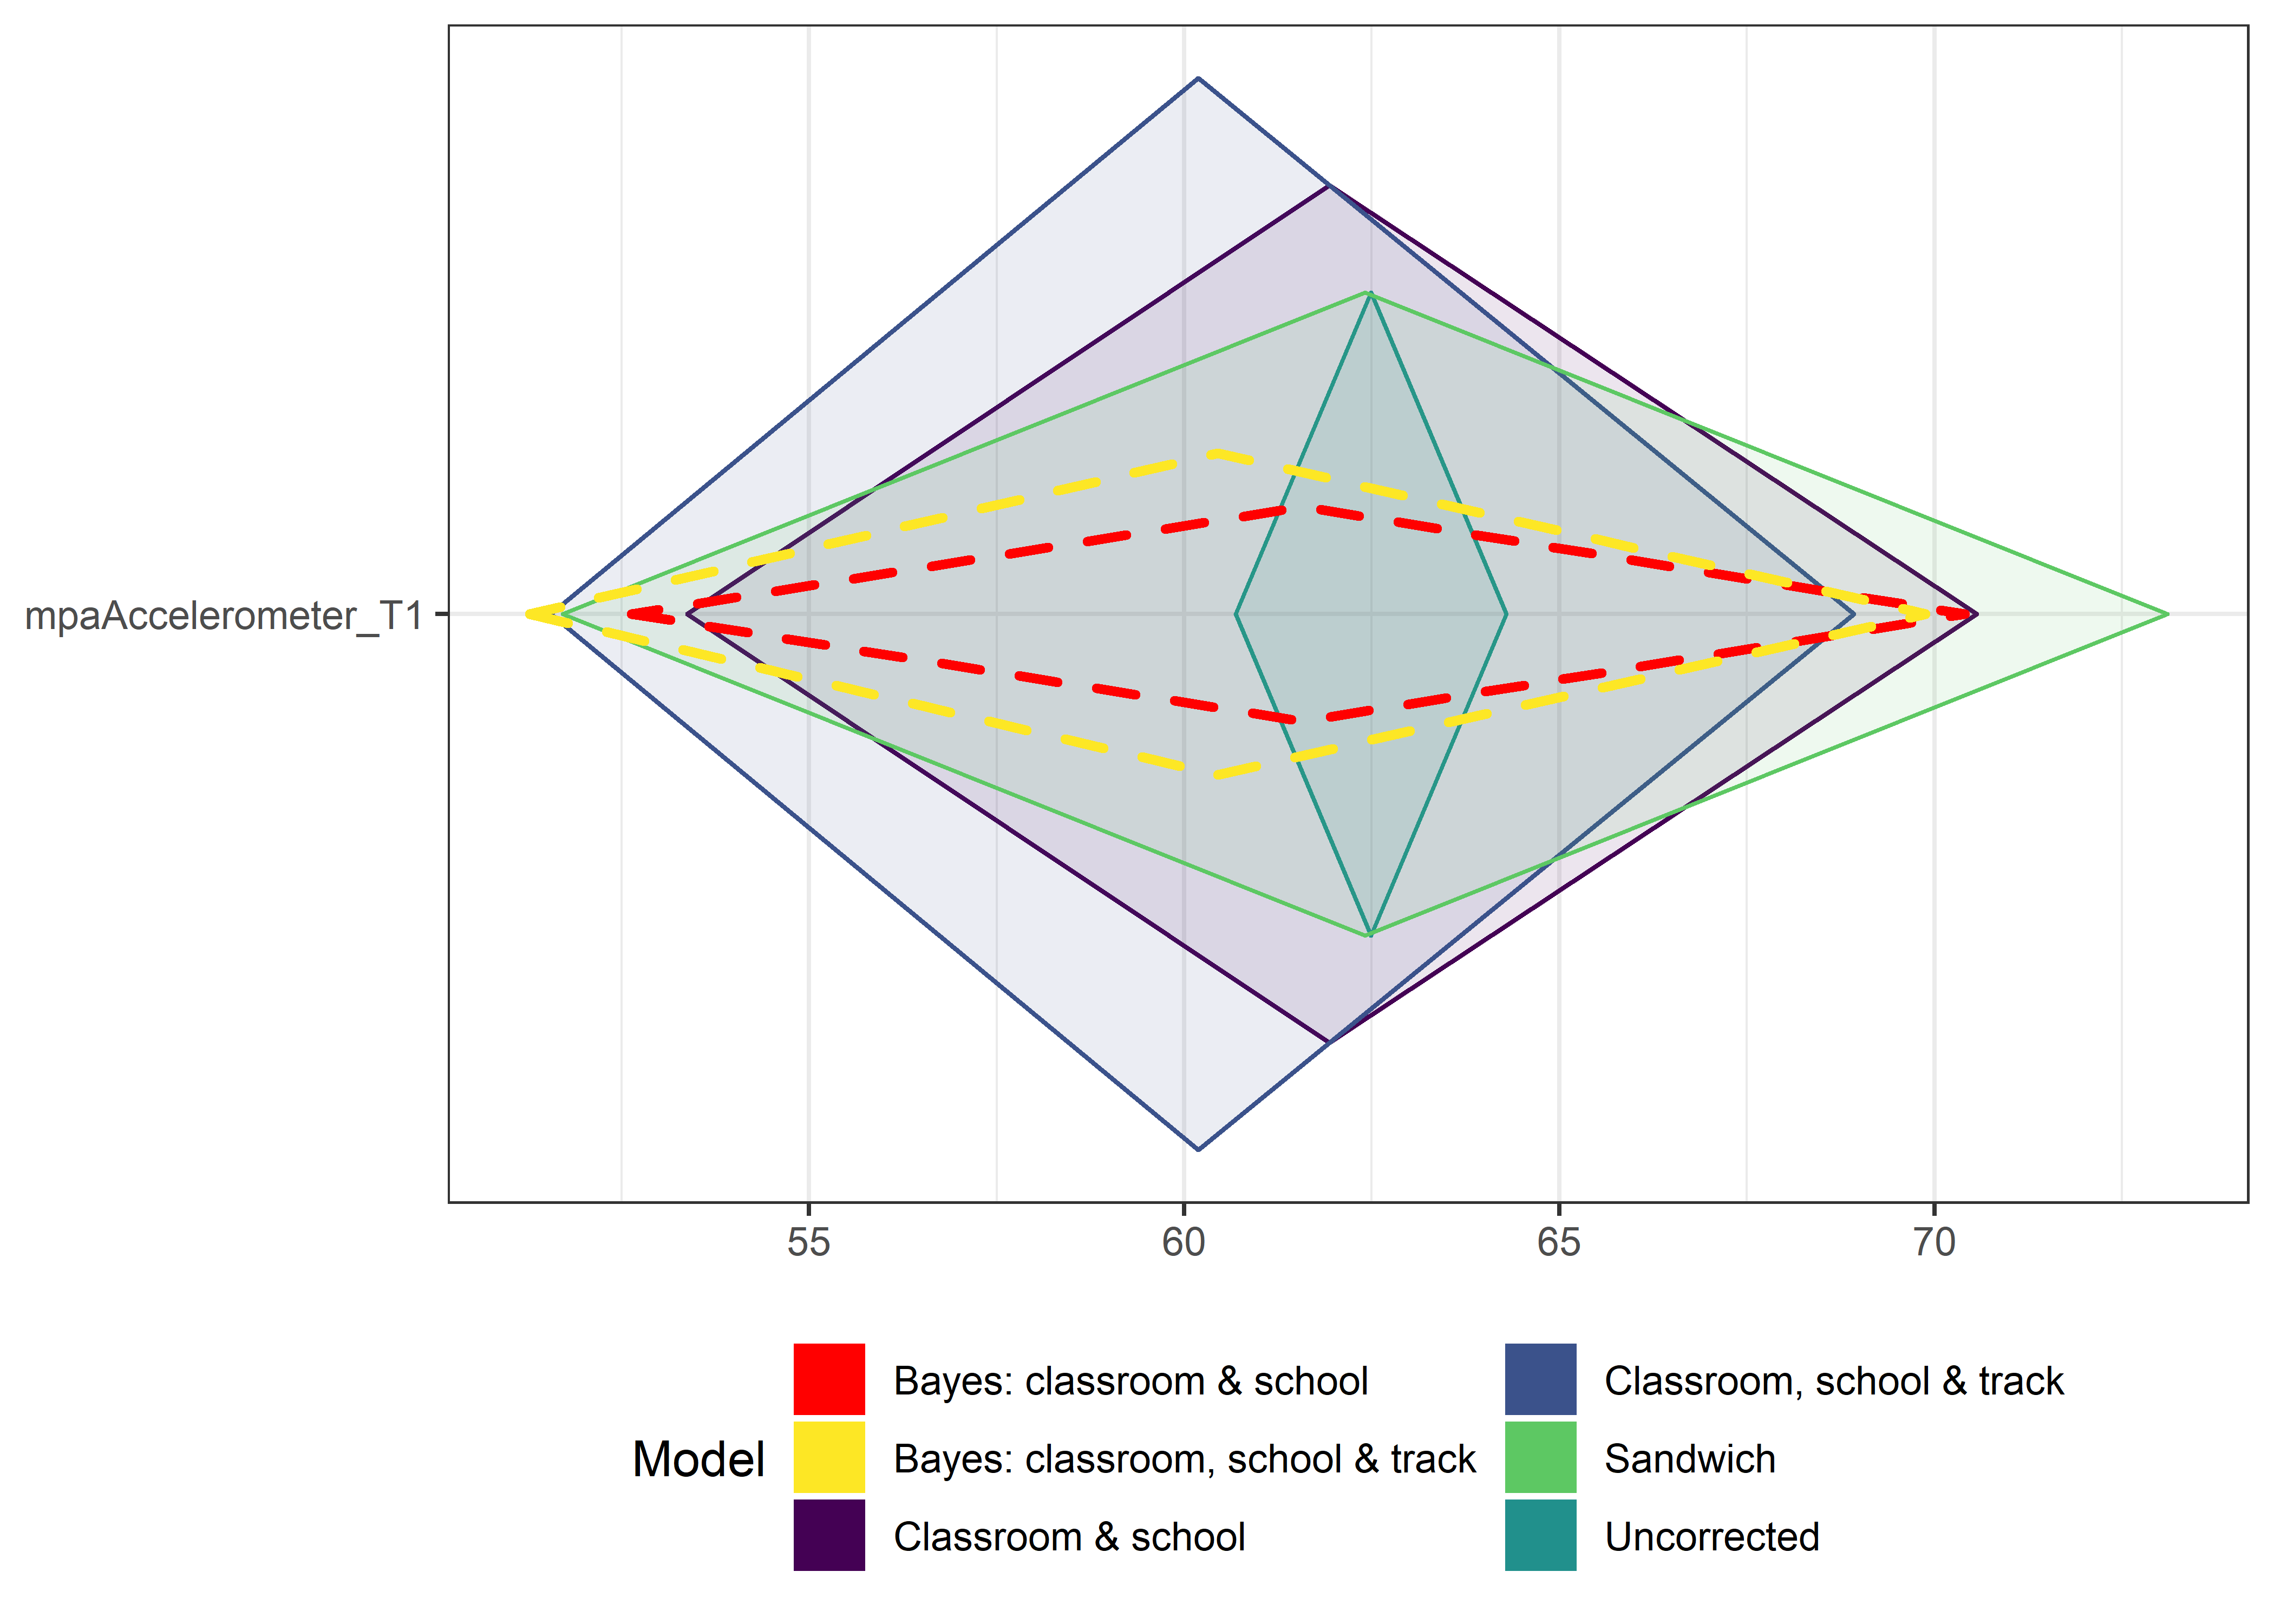 mpaAccelerometer_T1
55 60 65 70
Model
Bayes: classroom & school
Bayes: classroom, school & track
Classroom & school
Classroom, school & track
Sandwich
Uncorrected